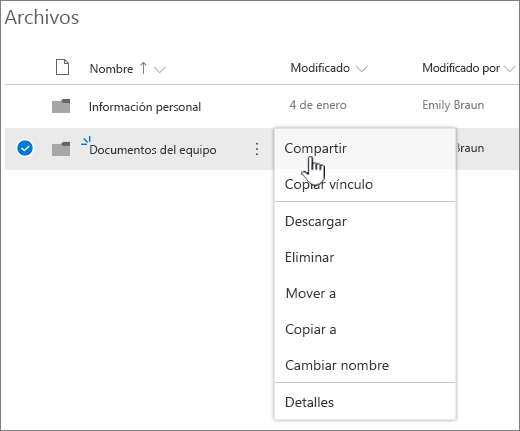 Archivos
Nombre ↑ Modificado Modificado por
Información personal 4 de enero Emily Braun
Documentos del equipo Braun
Compartir
Copiar vínculo
Descargar
Eliminar
Mover a
Copiar a
Cambiar nombre
Detalles